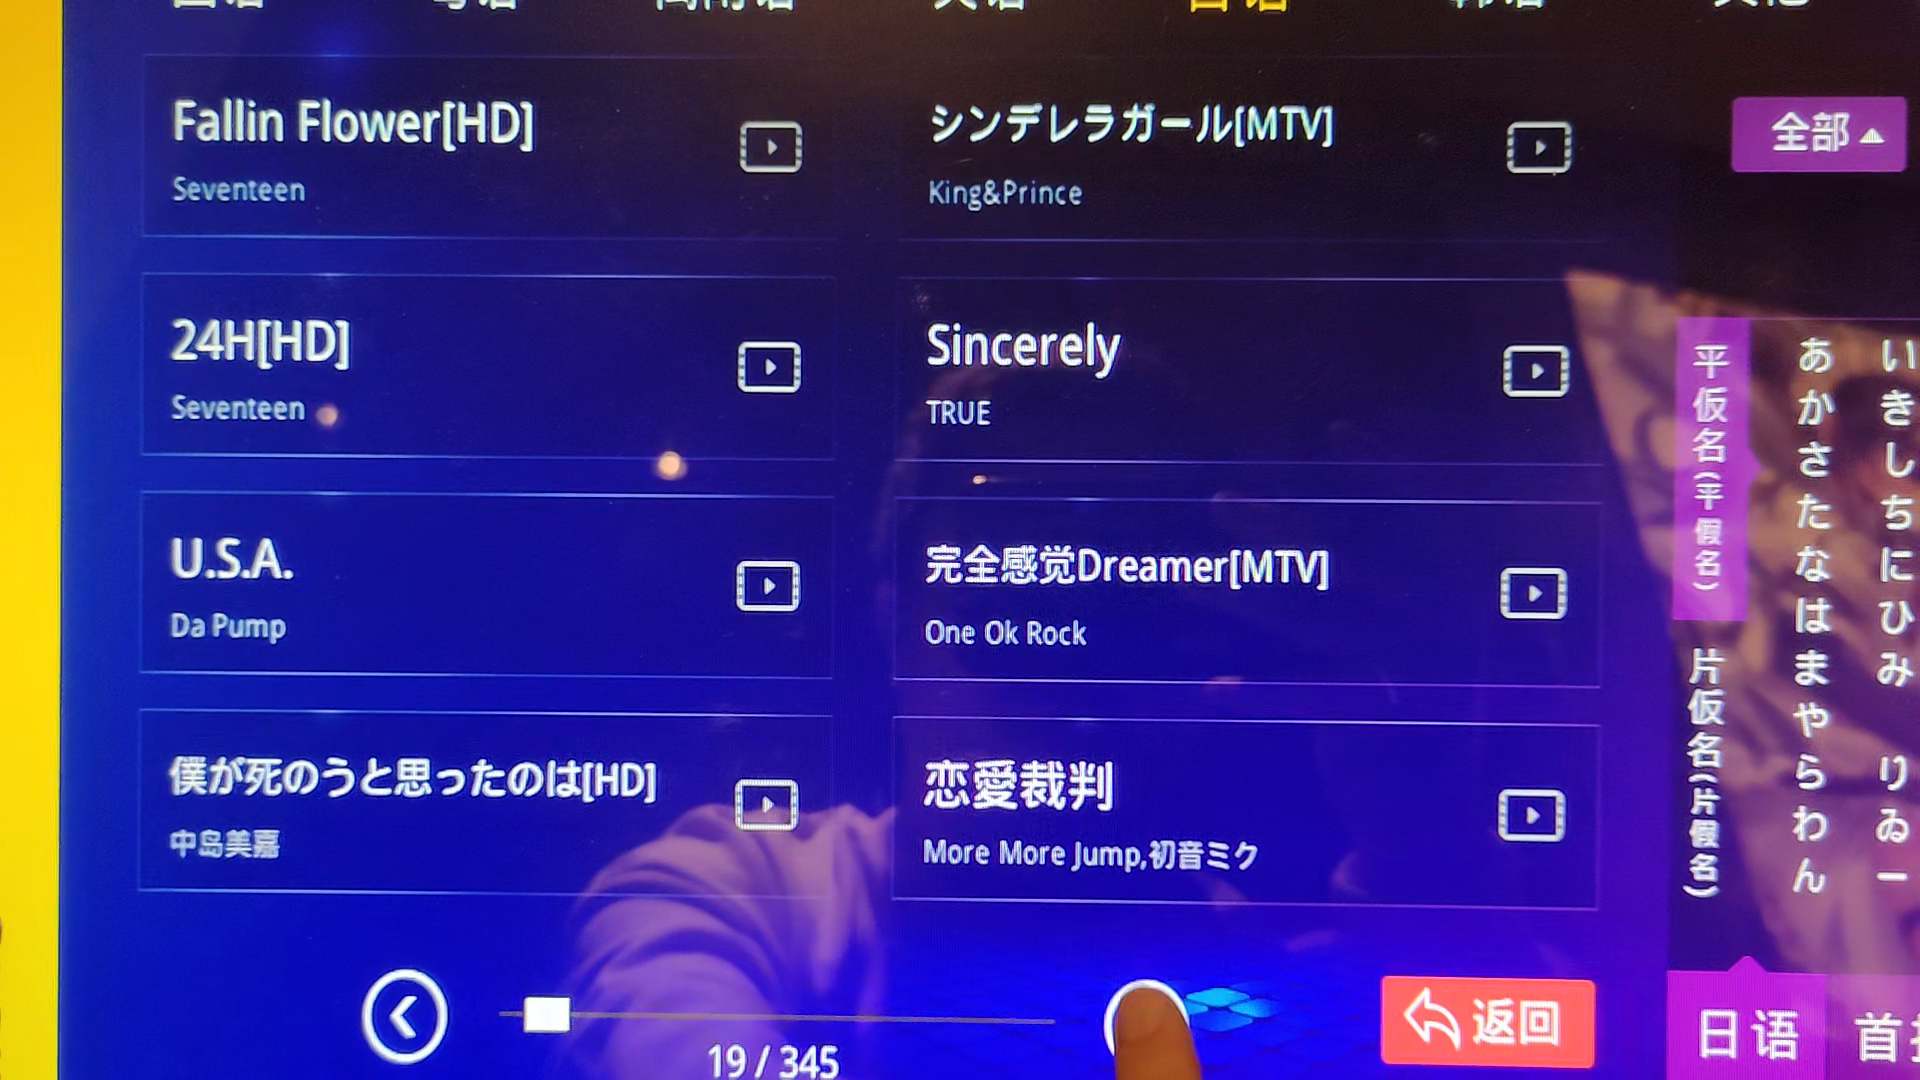 日语
Fallin Flower[HD]
Seventeen
シンデレラガール[MTV]
King&Prince
全部
24H[HD]
Seventeen
Sincerely
TRUE
U.S.A.
Da Pump
完全感觉Dreamer[MTV]
One Ok Rock
僕が死のうと思ったのは[HD]
中岛美嘉
恋愛裁判
More More Jump,初音ミク
平仮名(平假名)
片仮名(片假名)
あかさたなはまやらわん
いきしちにひみ りゐー
19 / 345
返回
日语
首